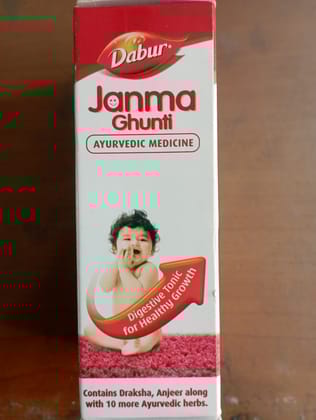 Dabur®
Janma
Ghunti
AYURVEDIC MEDICINE
Digestive Tonic
for Healthy Growth
Contains Draksha, Anjeer along
with 10 more Ayurvedic herbs.